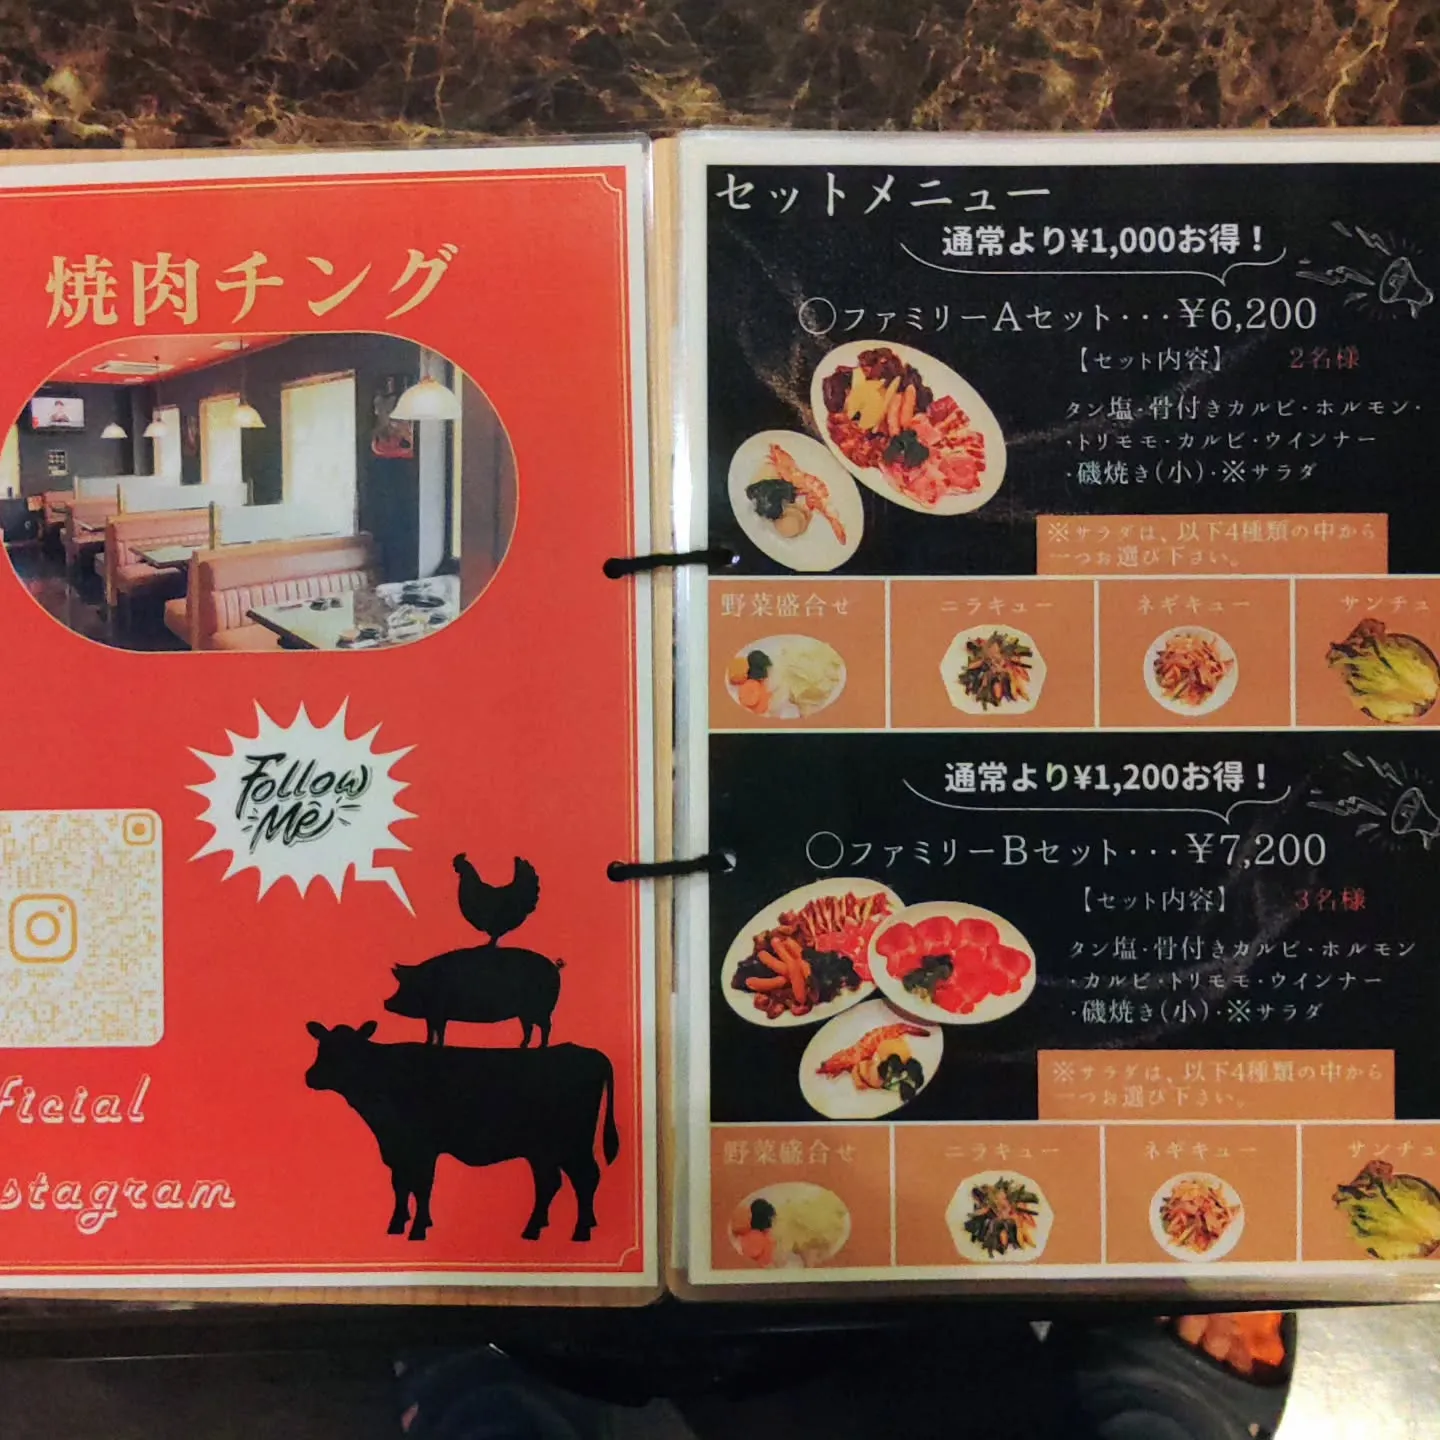 焼肉チング
Follow
Me
ficial
stagram
セットメニュー
通常より¥1,000お得！
○ファミリーAセット･･･￥6,200
【セット内容】 2名様
タン塩･骨付きカルビ･ホルモン･
･トリモモ･カルビ･ウインナー
･磯焼き(小)･※サラダ
※サラダは、以下4種類の中から
一つお選び下さい。
野菜盛合せ ニラキュー ネギキュー サンチュ
通常より¥1,200お得！
○ファミリーBセット･･･￥7,200
【セット内容】 3名様
タン塩･骨付きカルビ･ホルモン
･カルビ･トリモモ･ウインナー
･磯焼き(小)･※サラダ
※サラダは、以下4種類の中から
一つお選び下さい。
野菜盛合せ ニラキュー ネギキュー サンチュ